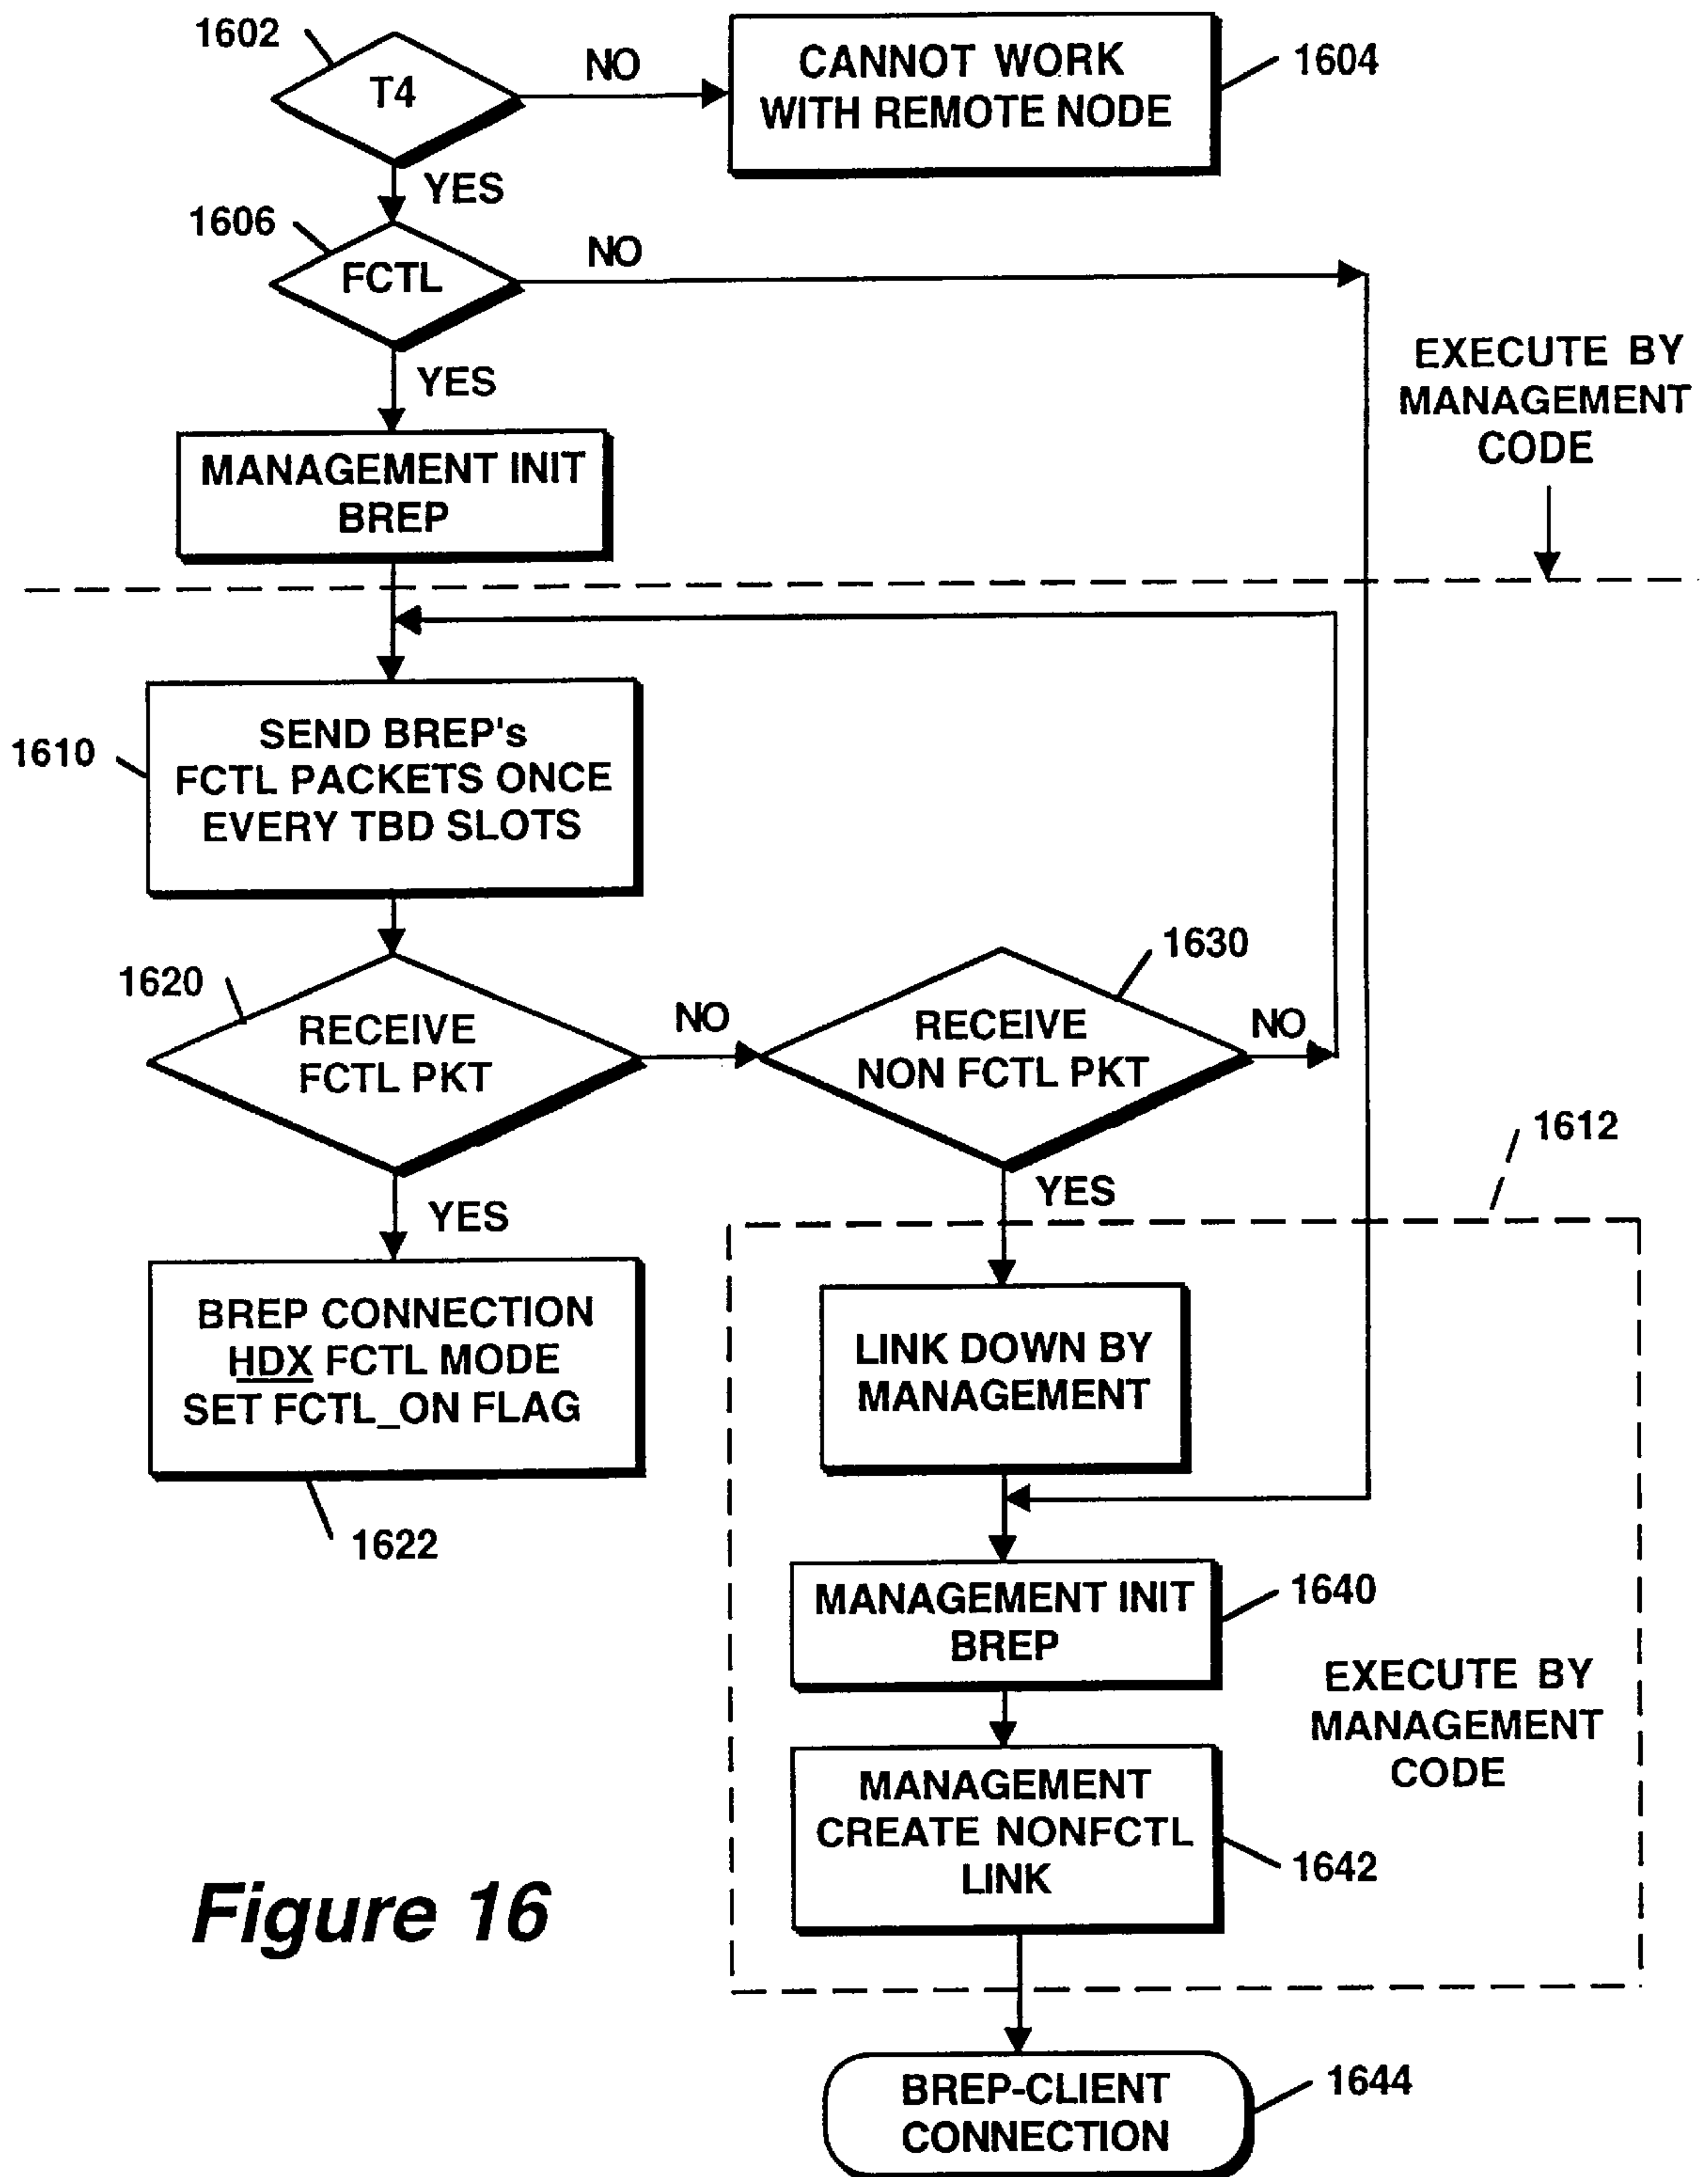 1602
T4
NO
CANNOT WORK
WITH REMOTE NODE
1604
YES
1606
FCTL
NO
YES
EXECUTE BY
MANAGEMENT
CODE
MANAGEMENT INIT
BREP
1610
SEND BREP's
FCTL PACKETS ONCE
EVERY TBD SLOTS
1620
RECEIVE
FCTL PKT
NO
1630
RECEIVE
NON FCTL PKT
NO
1612
YES
YES
BREP CONNECTION
HDX FCTL MODE
SET FCTL_ON FLAG
1622
LINK DOWN BY
MANAGEMENT
MANAGEMENT INIT
BREP
1640
EXECUTE BY
MANAGEMENT
CODE
MANAGEMENT
CREATE NONFCTL
LINK
1642
Figure 16
BREP-CLIENT
CONNECTION
1644